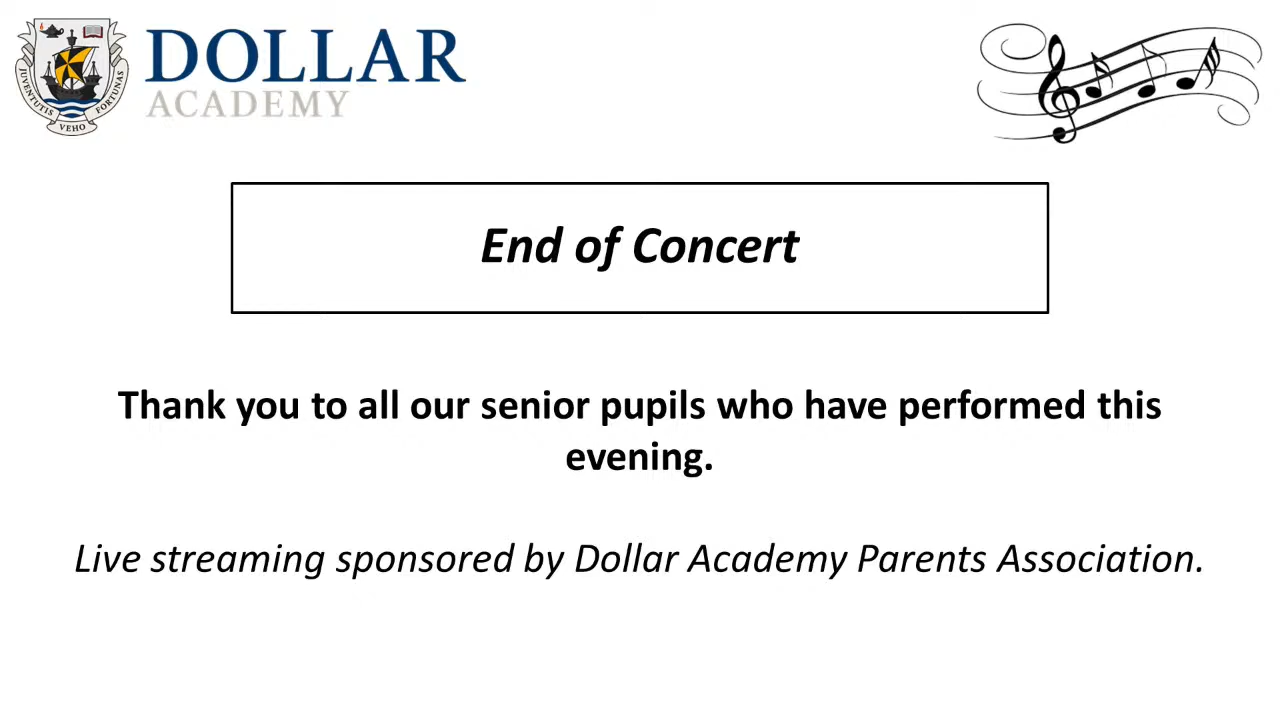 DOLLAR
ACADEMY
JUVENTUTIS VEHO FORTUNAS
End of Concert
Thank you to all our senior pupils who have performed this
evening.
Live streaming sponsored by Dollar Academy Parents Association.